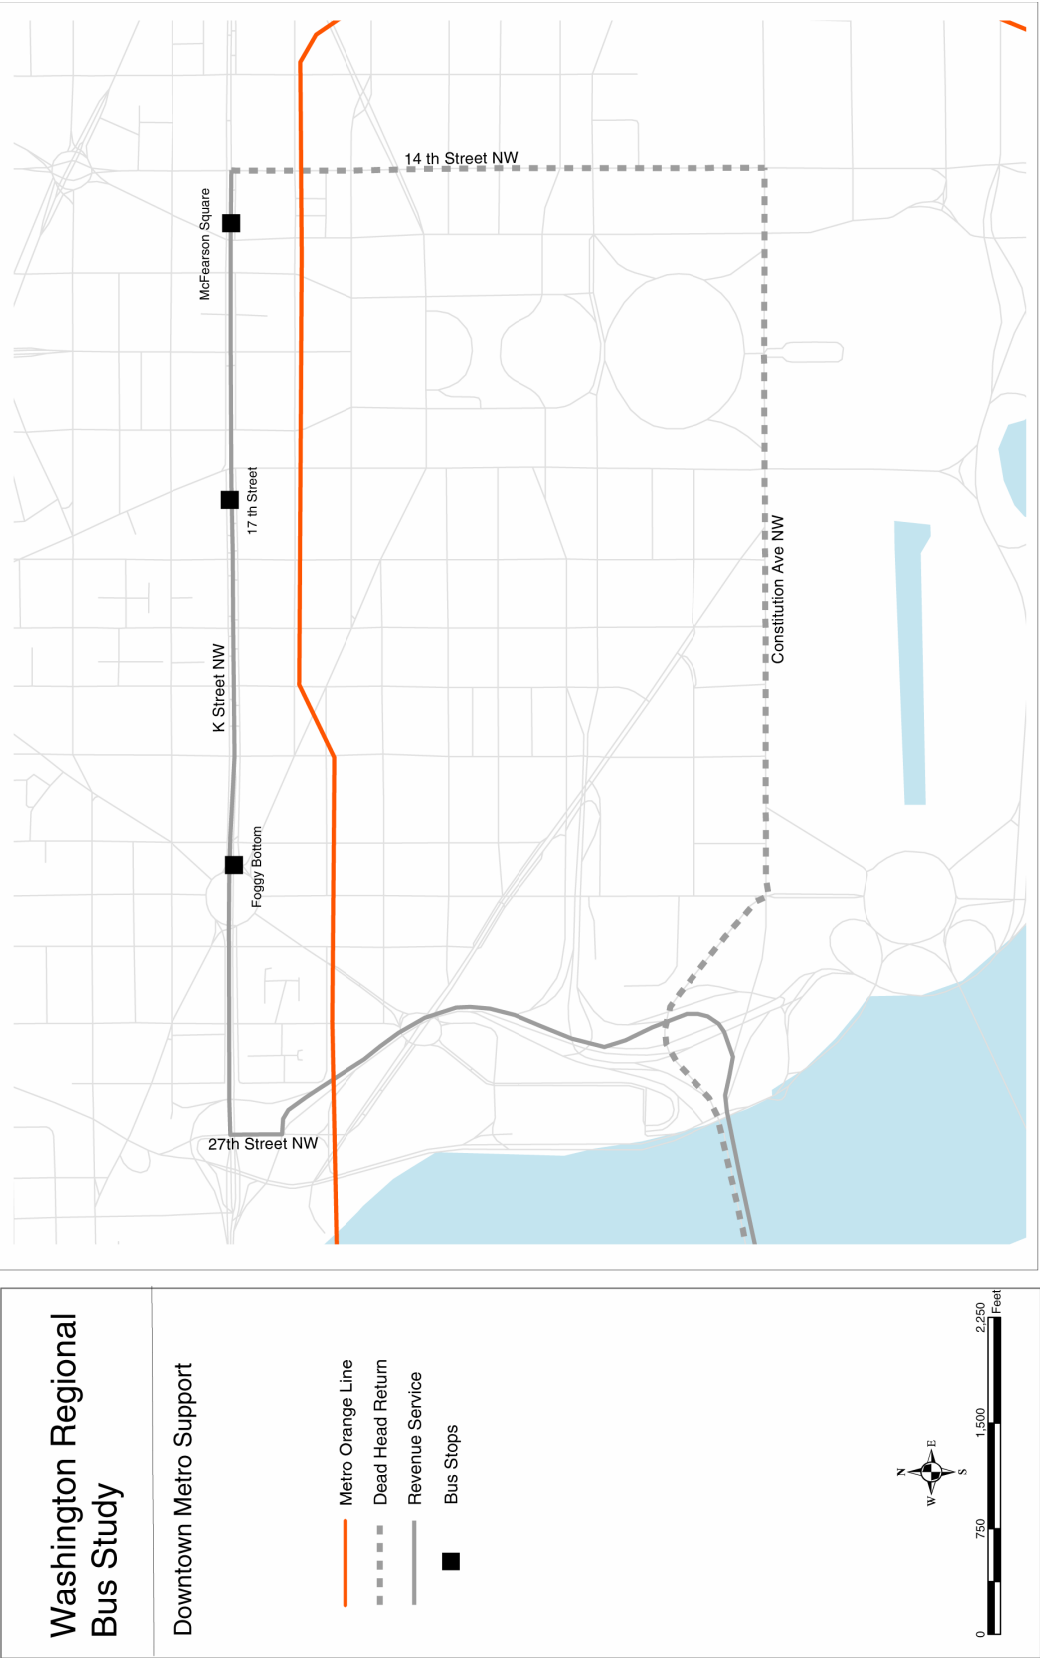 Washington Regional
Bus Study
Downtown Metro Support
Metro Orange Line
Dead Head Return
Revenue Service
Bus Stops
N
W
E
S
0
750
1,500
2,250
Feet
McFearson Square
14 th Street NW
17 th Street
K Street NW
Foggy Bottom
27th Street NW
Constitution Ave NW